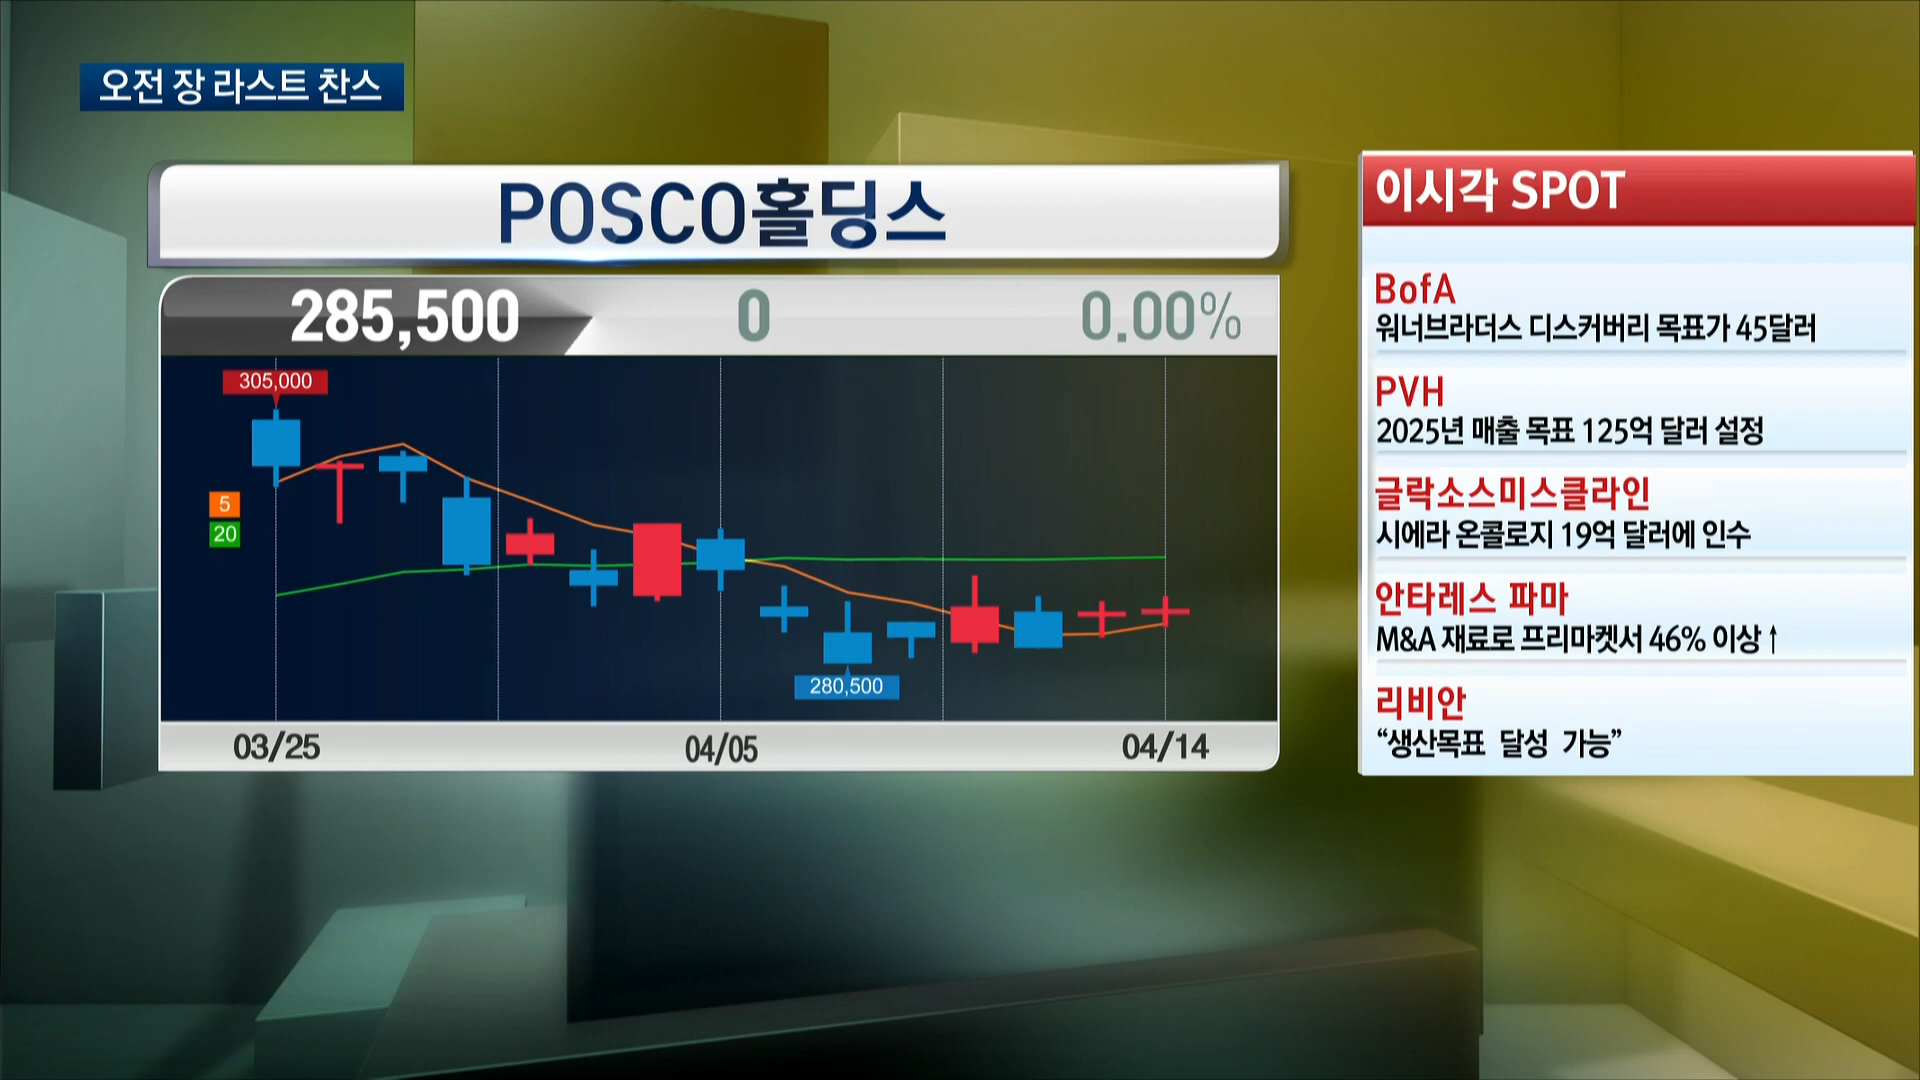 오전 장 라스트 찬스
POSCO홀딩스
285,500 0 0.00%
305,000
5
20
280,500
03/25 04/05 04/14
이시각 SPOT
BofA
워너브라더스 디스커버리 목표가 45달러
PVH
2025년 매출 목표 125억 달러 설정
글락소스미스클라인
시에라 온콜로지 19억 달러에 인수
안타레스 파마
M&A 재료로 프리마켓서 46% 이상↑
리비안
“생산목표 달성 가능”